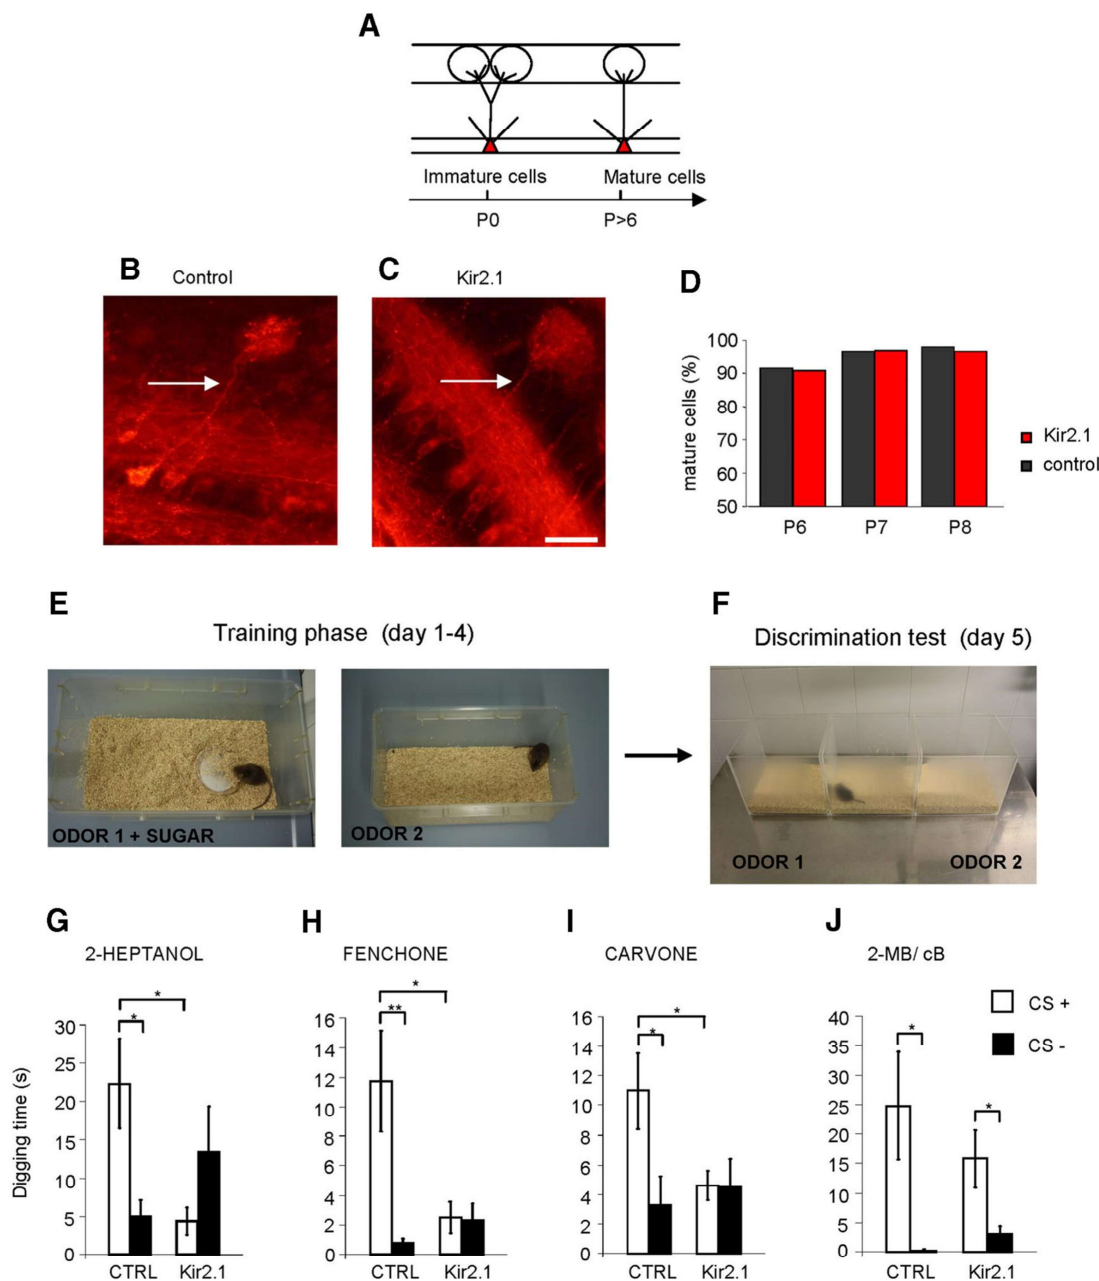 A
Immature cells Mature cells
P0 P>6
B Control
C Kir2.1
D
mature cells (%)
100
90
80
70
60
50
P6 P7 P8
Kir2.1
control
E
Training phase (day 1-4)
ODOR 1 + SUGAR
ODOR 2
F
Discrimination test (day 5)
ODOR 1 ODOR 2
G
2-HEPTANOL
Digging time (s)
30
25
20
15
10
5
0
*
*
CTRL Kir2.1
H
FENCHONE
16
14
12
10
8
6
4
2
0
*
**
CTRL Kir2.1
I
CARVONE
16
14
12
10
8
6
4
2
0
*
*
CTRL Kir2.1
J
2-MB/ cB
40
35
30
25
20
15
10
5
0
*
*
CTRL Kir2.1
CS +
CS -